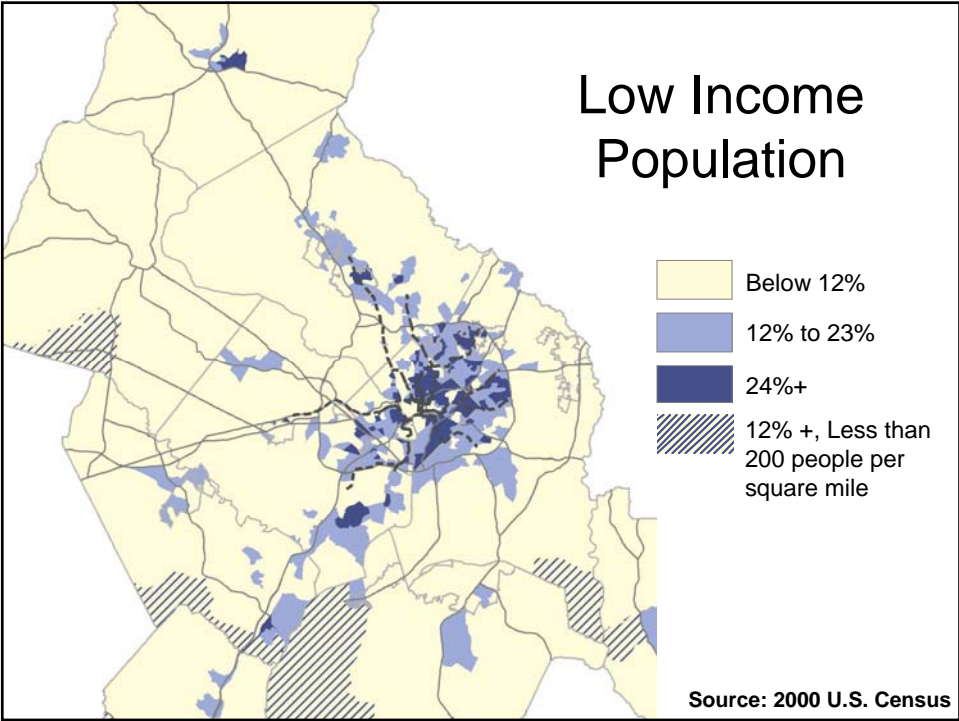 Low Income
Population
Below 12%
12% to 23%
24%+
12% +, Less than
200 people per
square mile
Source: 2000 U.S. Census